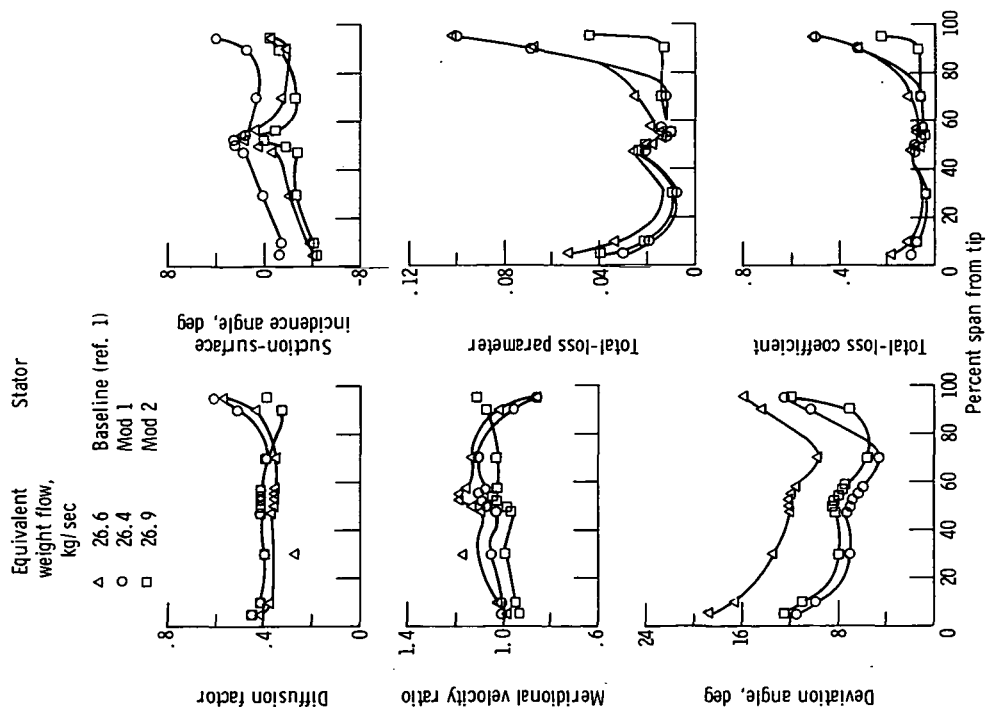 Equivalent
weight flow,
kg/sec
Stator
△ 26.6 Baseline (ref. 1)
○ 26.4 Mod 1
□ 26.9 Mod 2
Diffusion factor
.8
.4
0
Suction-surface
incidence angle, deg
8
0
-8
Meridional velocity ratio
1.4
1.0
.6
Total-loss parameter
.12
.08
.04
0
Deviation angle, deg
24
16
8
0 20 40 60 80 100
Total-loss coefficient
.8
.4
0
0 20 40 60 80 100
Percent span from tip